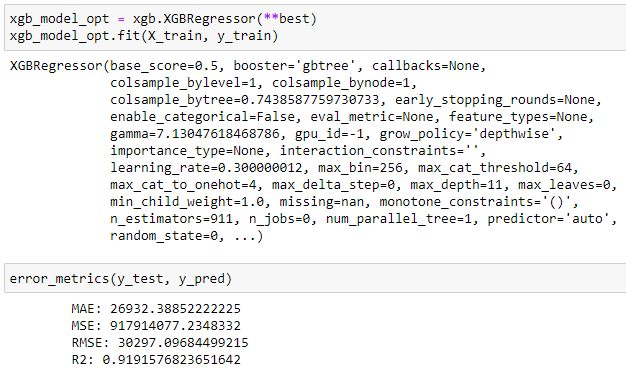 xgb_model_opt = xgb.XGBRegressor(**best)
xgb_model_opt.fit(X_train, y_train)
XGBRegressor(base_score=0.5, booster='gbtree', callbacks=None,
colsample_bylevel=1, colsample_bynode=1,
colsample_bytree=0.7438587759730733, early_stopping_rounds=None,
enable_categorical=False, eval_metric=None, feature_types=None,
gamma=7.13047618468786, gpu_id=-1, grow_policy='depthwise',
importance_type=None, interaction_constraints='',
learning_rate=0.300000012, max_bin=256, max_cat_threshold=64,
max_cat_to_onehot=4, max_delta_step=0, max_depth=11, max_leaves=0,
min_child_weight=1.0, missing=nan, monotone_constraints='()',
n_estimators=911, n_jobs=0, num_parallel_tree=1, predictor='auto',
random_state=0, ...)
error_metrics(y_test, y_pred)
MAE: 26932.38852222225
MSE: 917914077.2348332
RMSE: 30297.09684499215
R2: 0.9191576823651642